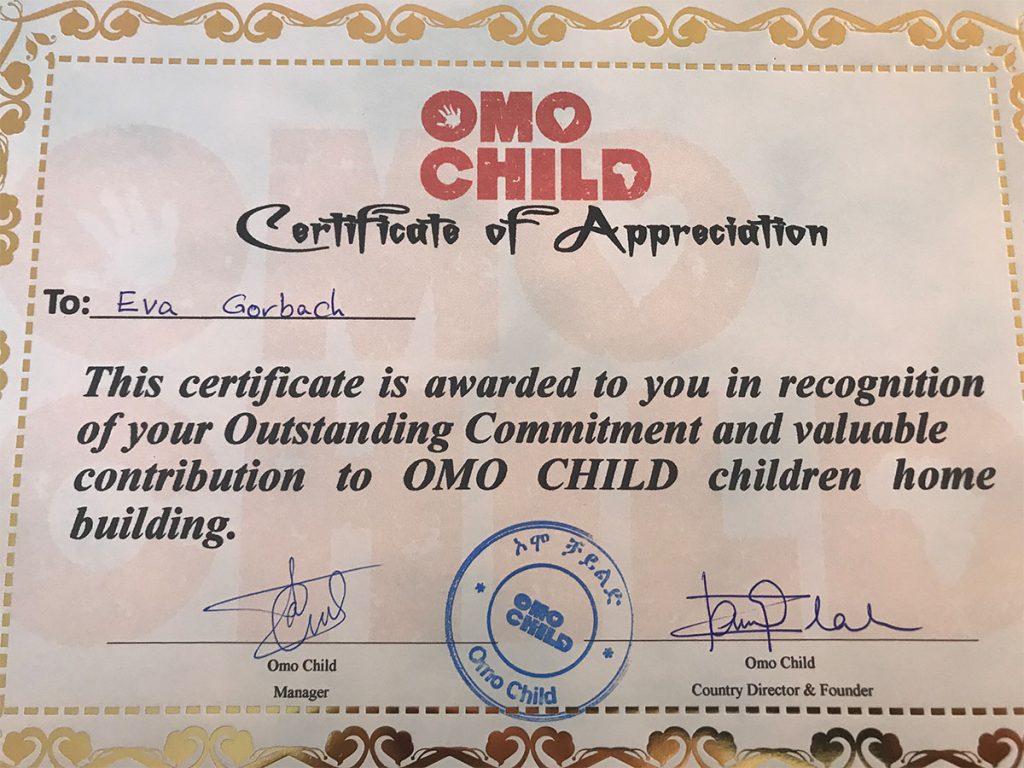 OMO
CHILD
Certificate of Appreciation
To: Eva Gorbach
This certificate is awarded to you in recognition
of your Outstanding Commitment and valuable
contribution to OMO CHILD children home
building.
ኦሞ ቻይልድ
OMO
CHILD
Omo Child
Omo Child
Manager
Omo Child
Country Director & Founder